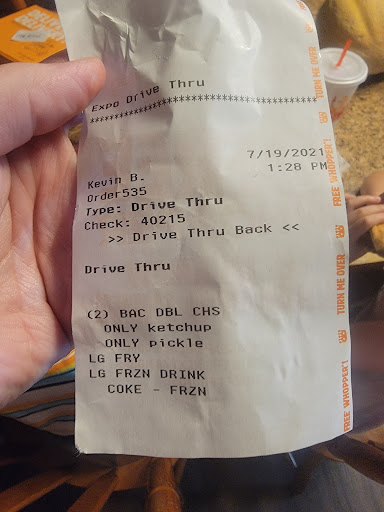 Expo Drive Thru
********************************
7/19/2021
1:28 PM
Kevin B.
Order535
Type: Drive Thru
Check: 40215
>> Drive Thru Back <<
Drive Thru
(2) BAC DBL CHS
ONLY ketchup
ONLY pickle
LG FRY
LG FRZN DRINK
COKE - FRZN
TURN ME OVER
FREE WHOPPER!
TURN ME OVER
FREE WHOPPER!